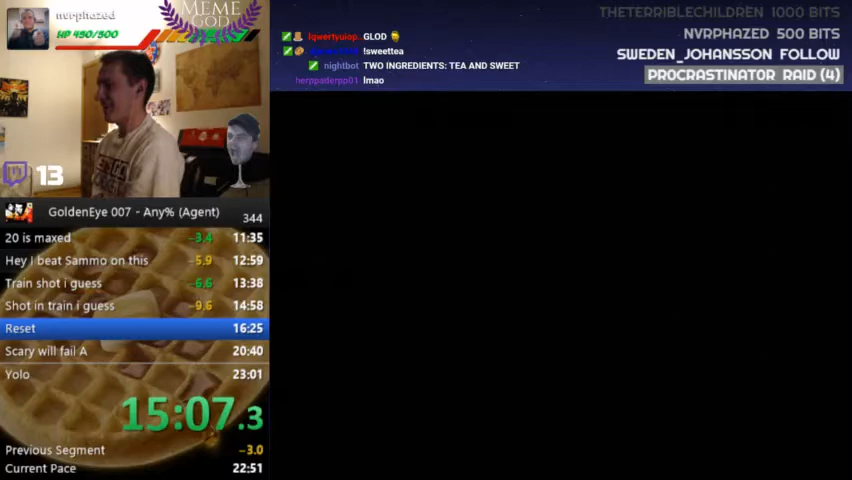 nvrphazed
HP 450/500
MEME
GOD
13
GoldenEye 007 - Any% (Agent)
344
20 is maxed -3.4 11:35
Hey I beat Sammo on this -5.9 12:59
Train shot i guess -6.6 13:38
Shot in train i guess -9.6 14:58
Reset 16:25
Scary will fail A 20:40
Yolo 23:01
15:07.3
Previous Segment -3.0
Current Pace 22:51
GLOD
!sweettea
nightbot TWO INGREDIENTS: TEA AND SWEET
herppaderpp01 lmao
THETERRIBLECHILDREN 1000 BITS
NVRPHAZED 500 BITS
SWEDEN_JOHANSSON FOLLOW
PROCRASTINATOR RAID (4)